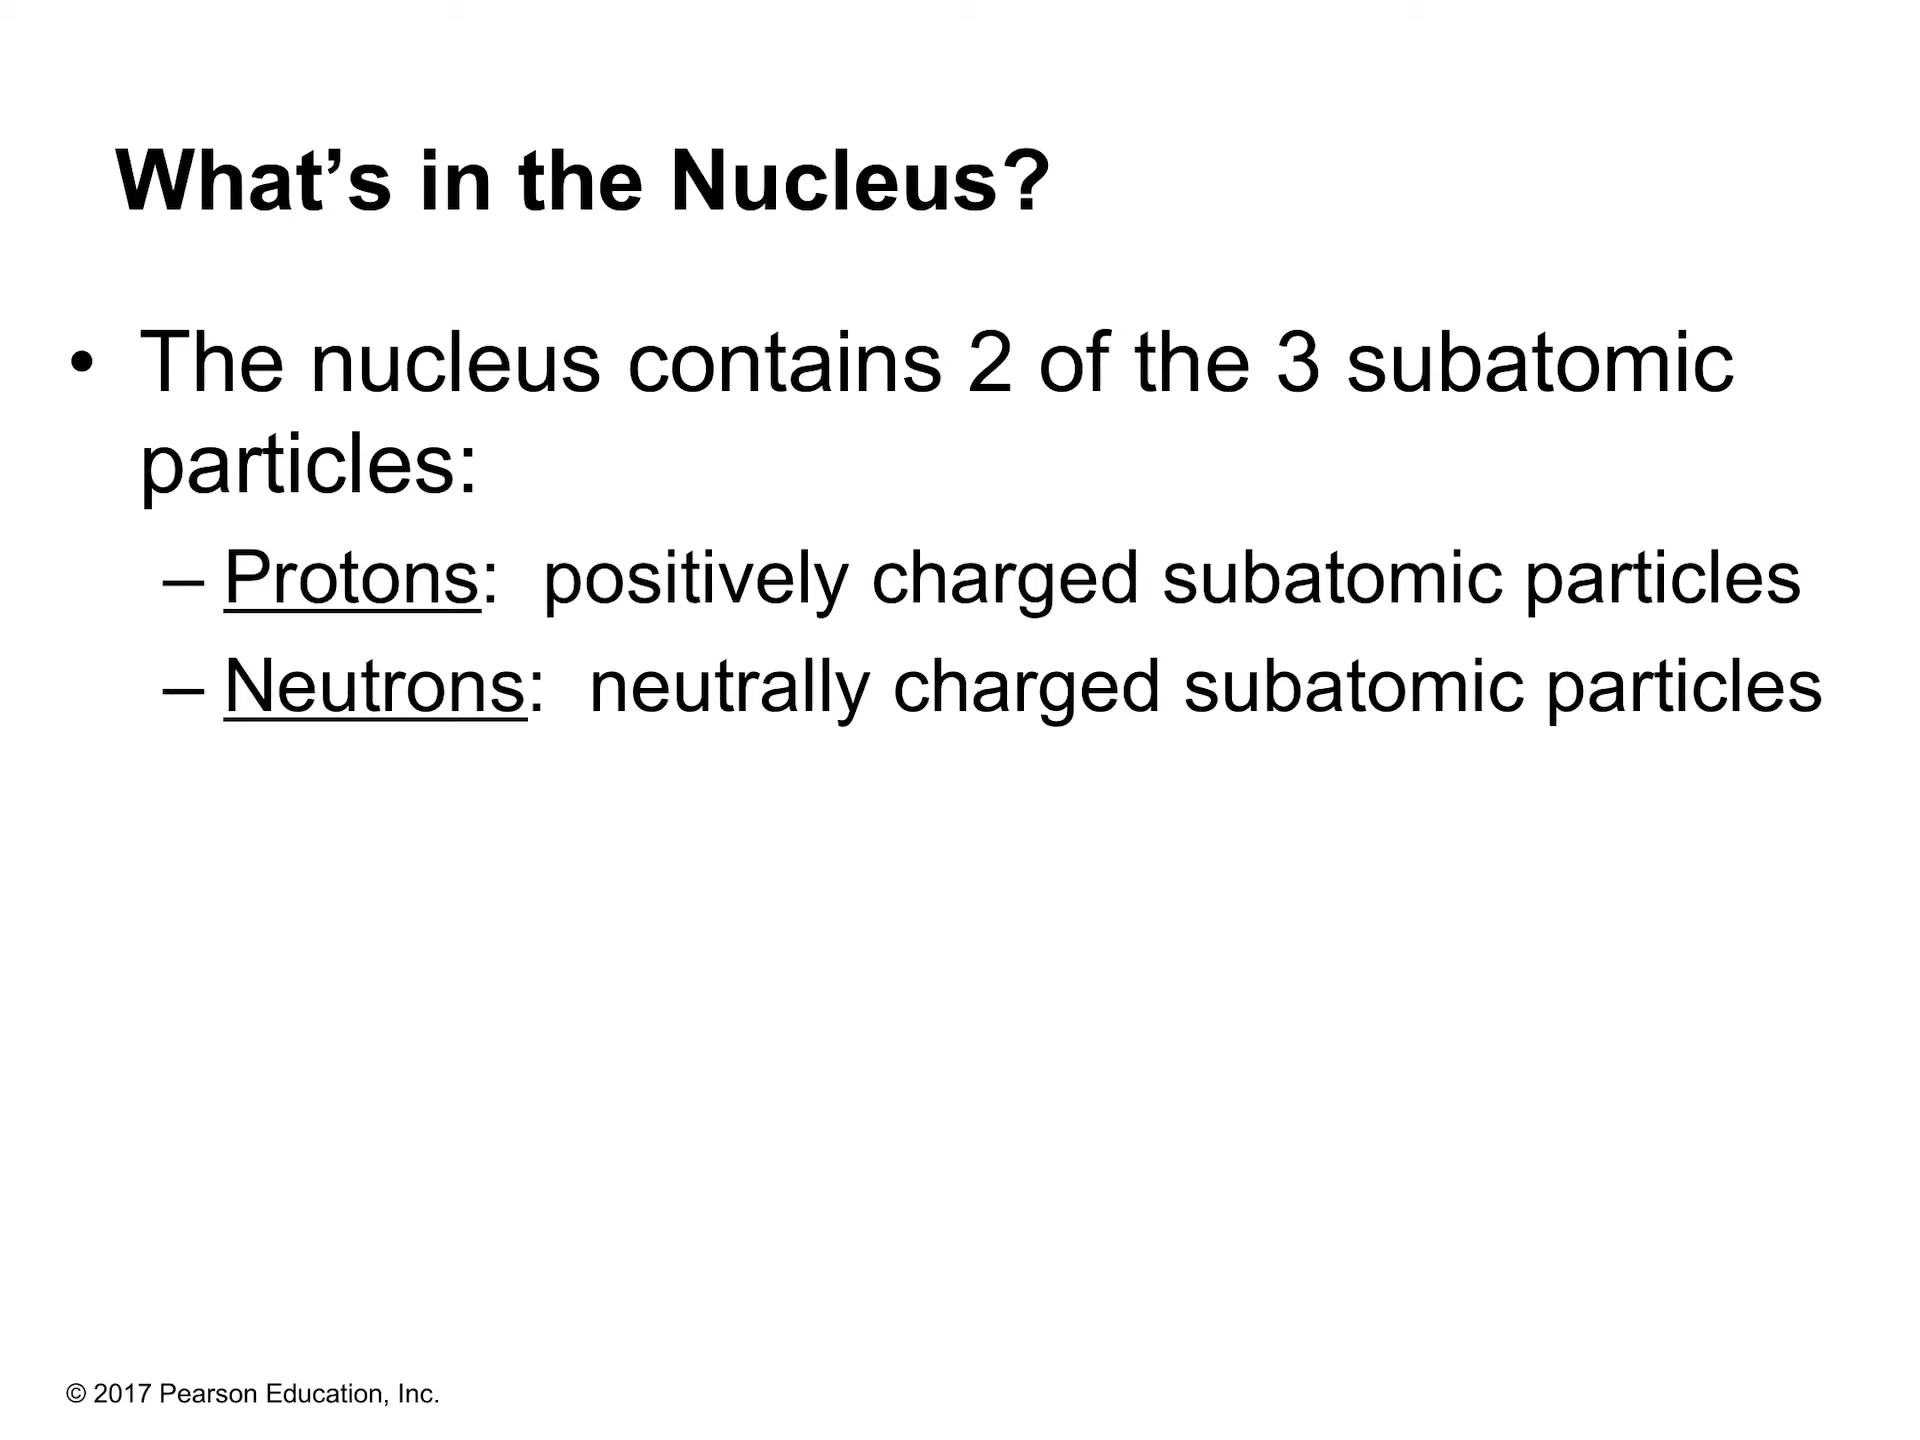 What’s in the Nucleus?
• The nucleus contains 2 of the 3 subatomic
particles:
– Protons:  positively charged subatomic particles
– Neutrons:  neutrally charged subatomic particles
© 2017 Pearson Education, Inc.